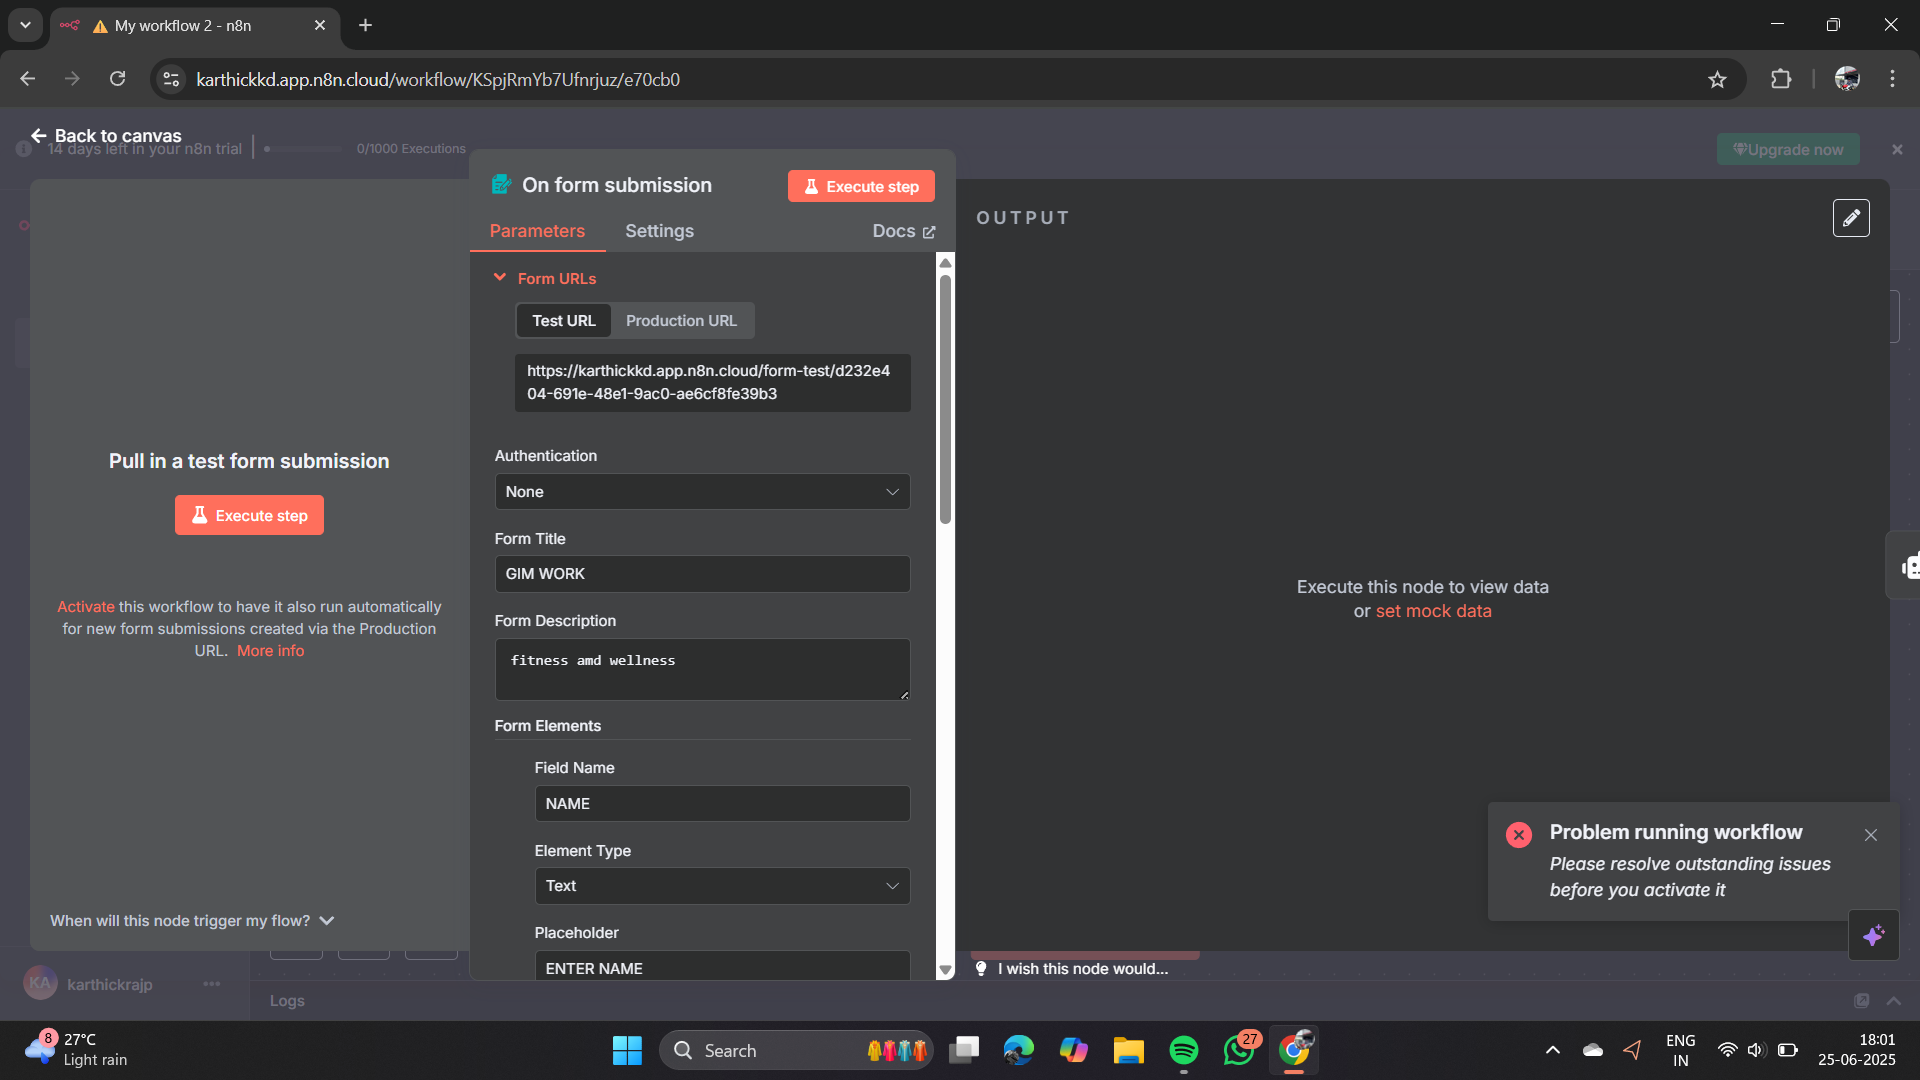 My workflow 2 - n8n
karthickkd.app.n8n.cloud/workflow/KSpjRmYb7Ufnrjuz/e70cb0
Back to canvas
14 days left in your n8n trial
0/1000 Executions
Upgrade now
On form submission
Execute step
Parameters
Settings
Docs
OUTPUT
Form URLs
Test URL
Production URL
https://karthickkd.app.n8n.cloud/form-test/d232e4
04-691e-48e1-9ac0-ae6cf8fe39b3
Authentication
None
Form Title
GIM WORK
Form Description
fitness amd wellness
Form Elements
Field Name
NAME
Element Type
Text
Placeholder
ENTER NAME
Pull in a test form submission
Execute step
Activate this workflow to have it also run automatically
for new form submissions created via the Production
URL. More info
When will this node trigger my flow?
Execute this node to view data
or set mock data
Problem running workflow
Please resolve outstanding issues
before you activate it
I wish this node would...
KA
karthickrajp
Logs
8
27°C
Light rain
Search
27
ENG
IN
18:01
25-06-2025